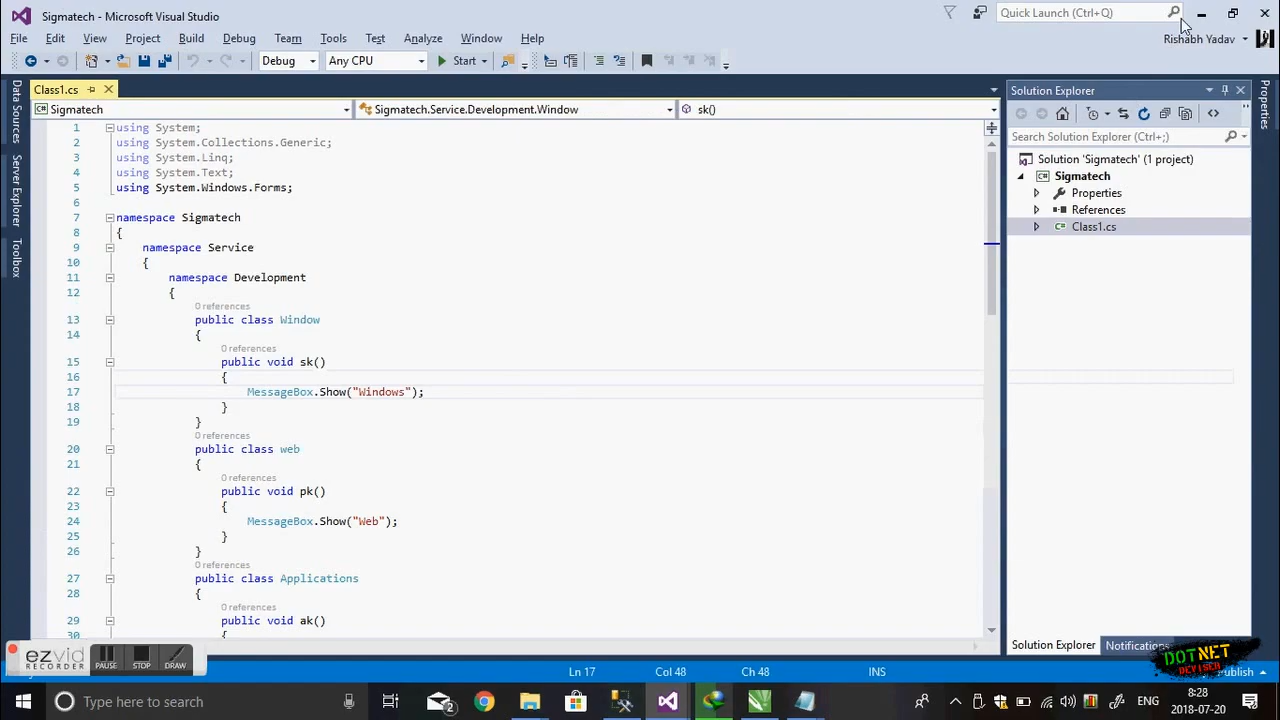 Sigmatech - Microsoft Visual Studio
Quick Launch (Ctrl+Q)
File Edit View Project Build Debug Team Tools Test Analyze Window Help
Rishabh Yadav
Debug Any CPU Start
Class1.cs
Sigmatech Sigmatech.Service.Development.Window sk()
Data Sources
Server Explorer
Toolbox
1 using System;
2 using System.Collections.Generic;
3 using System.Linq;
4 using System.Text;
5 using System.Windows.Forms;
6
7 namespace Sigmatech
8 {
9 namespace Service
10 {
11 namespace Development
12 {
0 references
13 public class Window
14 {
0 references
15 public void sk()
16 {
17 MessageBox.Show("Windows");
18 }
19 }
0 references
20 public class web
21 {
0 references
22 public void pk()
23 {
24 MessageBox.Show("Web");
25 }
26 }
0 references
27 public class Applications
28 {
0 references
29 public void ak()
30 {
Solution Explorer
Search Solution Explorer (Ctrl+;)
Solution 'Sigmatech' (1 project)
Sigmatech
Properties
References
Class1.cs
Properties
Solution Explorer Notifications
ezvid
RECORDER
PAUSE STOP DRAW
DOTNET
Ln 17 Col 48 Ch 48 INS
Publish
Type here to search
2
ENG
8:28
2018-07-20